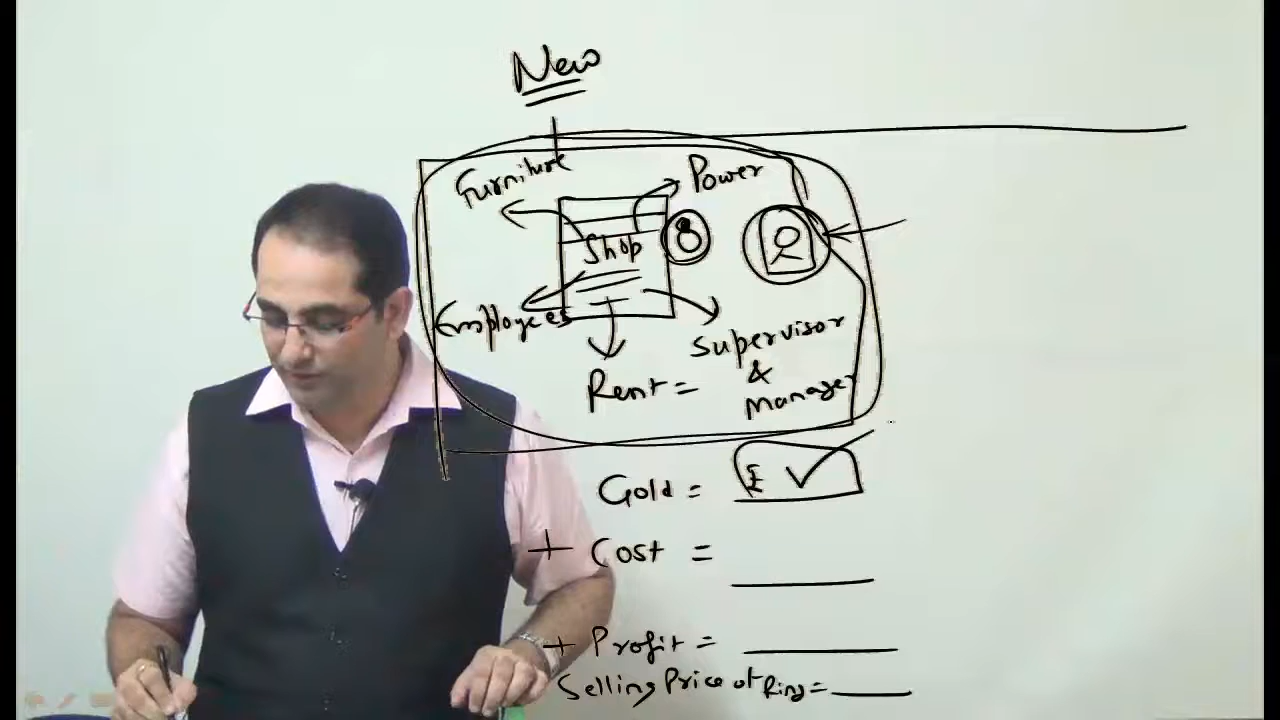 New
Furniture
Power
Shop
Employees
Supervisor
&
Manager
Rent =
Gold = £
+ Cost =
+ Profit =
Selling Price of Ring =